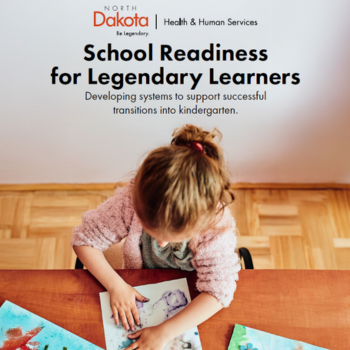 NORTH
Dakota | Health & Human Services
Be Legendary.
School Readiness
for Legendary Learners
Developing systems to support successful
transitions into kindergarten.